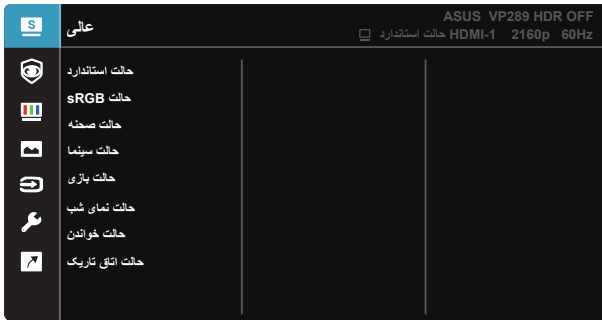 S
عالی
ASUS VP289 HDR OFF
حالت استاندارد HDMI-1 2160p 60Hz
حالت استاندارد
حالت sRGB
حالت صحنه
حالت سینما
حالت بازی
حالت نمای شب
حالت خواندن
حالت اتاق تاریک